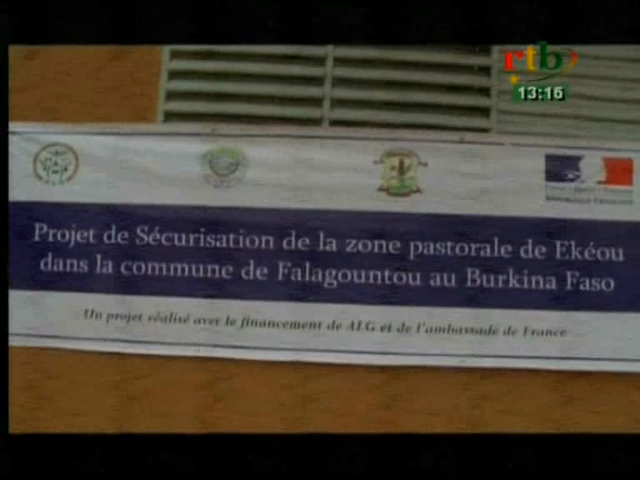 rtb
13:16
Projet de Sécurisation de la zone pastorale de Ekéou
dans la commune de Falagountou au Burkina Faso
Un projet réalisé avec le financement de ALG et de l'ambassade de France